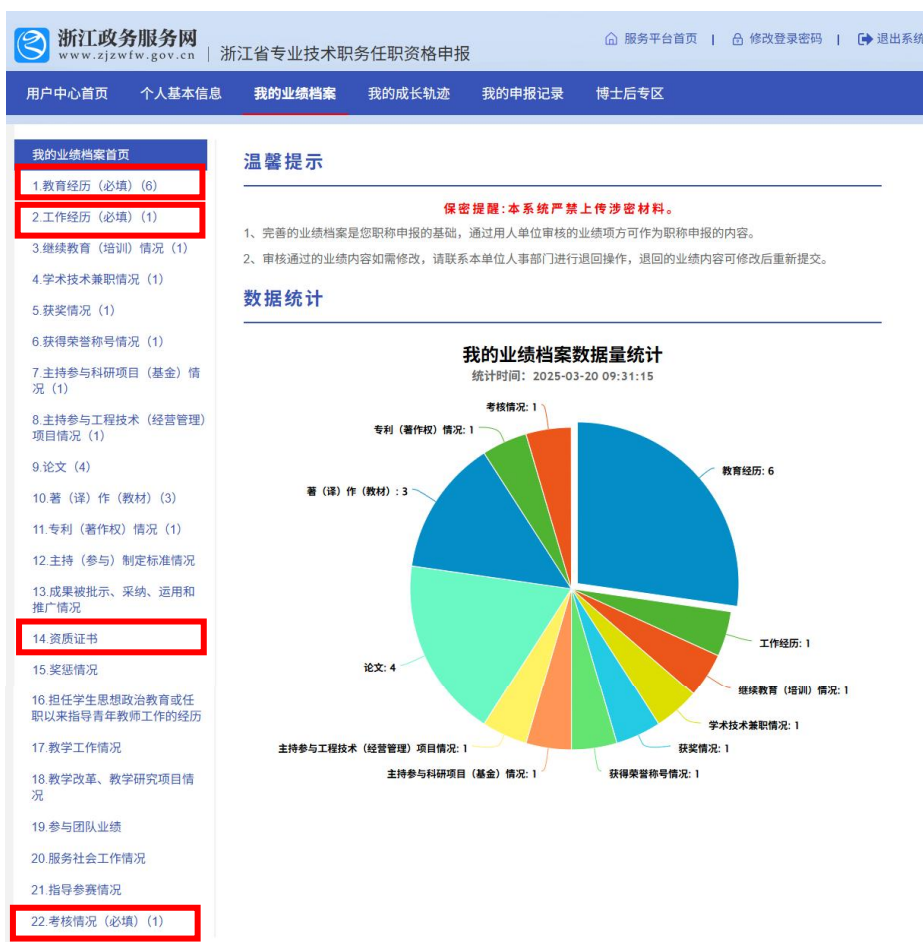 浙江政务服务网
www.zjzwfw.gov.cn
浙江省专业技术职务任职资格申报
服务平台首页 | 修改登录密码 | 退出系统
用户中心首页 个人基本信息 我的业绩档案 我的成长轨迹 我的申报记录 博士后专区
我的业绩档案首页
1.教育经历（必填）(6)
2.工作经历（必填）(1)
3.继续教育（培训）情况 (1)
4.学术技术兼职情况 (1)
5.获奖情况 (1)
6.获得荣誉称号情况 (1)
7.主持参与科研项目（基金）情
况 (1)
8.主持参与工程技术（经营管理）
项目情况 (1)
9.论文 (4)
10.著（译）作（教材）(3)
11.专利（著作权）情况 (1)
12.主持（参与）制定标准情况
13.成果被批示、采纳、运用和
推广情况
14.资质证书
15.奖惩情况
16.担任学生思想政治教育或任
职以来指导青年教师工作的经历
17.教学工作情况
18.教学改革、教学研究项目情
况
19.参与团队业绩
20.服务社会工作情况
21.指导参赛情况
22.考核情况（必填）(1)
温馨提示
保密提醒:本系统严禁上传涉密材料。
1、完善的业绩档案是您职称申报的基础，通过用人单位审核的业绩项方可作为职称申报的内容。
2、审核通过的业绩内容如需修改，请联系本单位人事部门进行退回操作，退回的业绩内容可修改后重新提交。
数据统计
我的业绩档案数据量统计
统计时间：2025-03-20 09:31:15
考核情况: 1
专利（著作权）情况: 1
教育经历: 6
著（译）作（教材）: 3
工作经历: 1
论文: 4
继续教育（培训）情况: 1
学术技术兼职情况: 1
主持参与工程技术（经营管理）项目情况: 1
获奖情况: 1
主持参与科研项目（基金）情况: 1
获得荣誉称号情况: 1